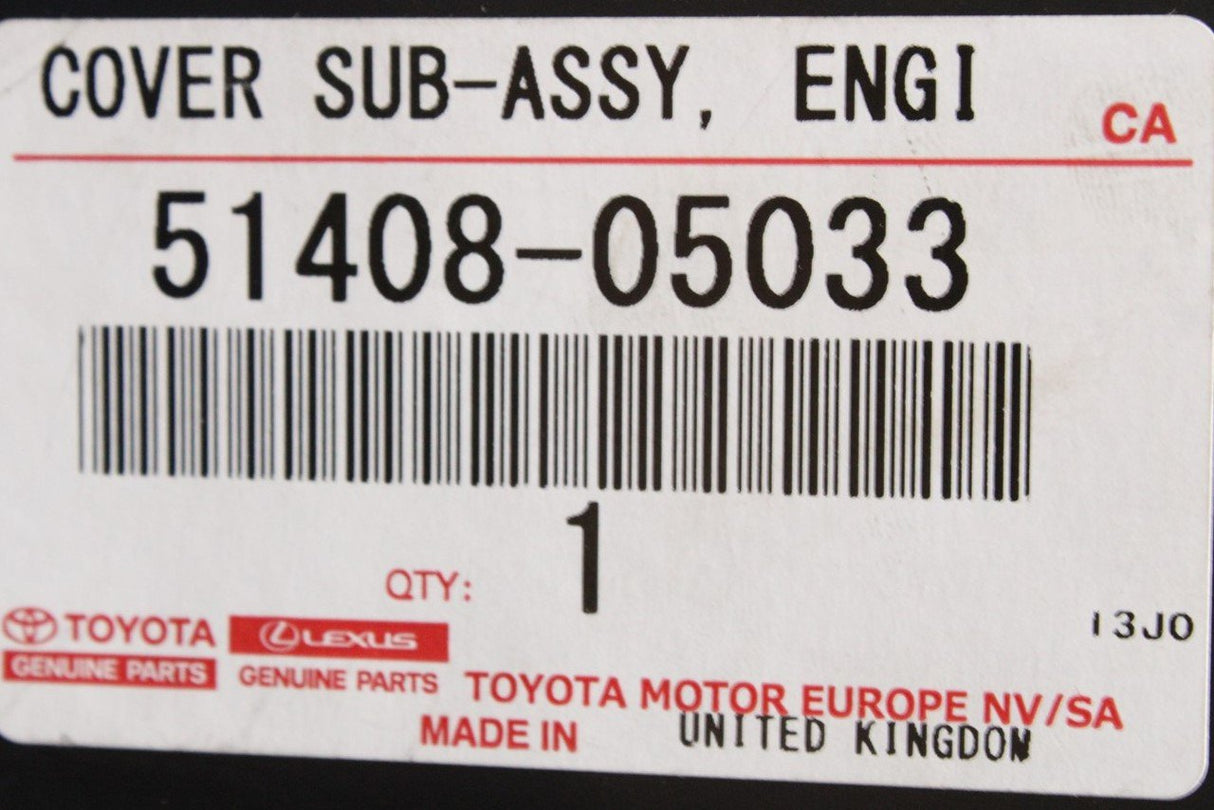 COVER SUB-ASSY, ENGI
CA
51408-05033
1
QTY:
13J0
TOYOTA
GENUINE PARTS
LEXUS
GENUINE PARTS
TOYOTA MOTOR EUROPE NV/SA
MADE IN UNITED KINGDOM